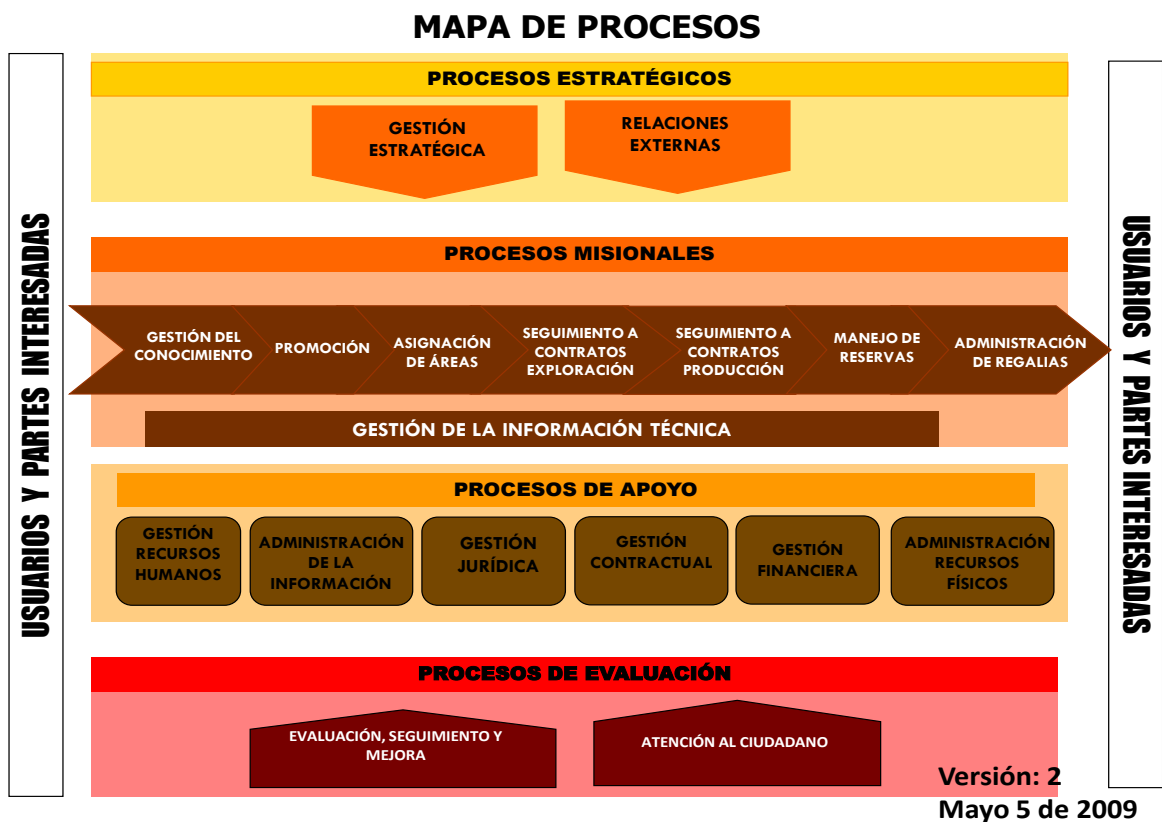 MAPA DE PROCESOS
USUARIOS Y PARTES INTERESADAS
PROCESOS ESTRATÉGICOS
GESTIÓN
ESTRATÉGICA
RELACIONES
EXTERNAS
PROCESOS MISIONALES
GESTIÓN DEL
CONOCIMIENTO
PROMOCIÓN
ASIGNACIÓN
DE ÁREAS
SEGUIMIENTO A
CONTRATOS
EXPLORACIÓN
SEGUIMIENTO A
CONTRATOS
PRODUCCIÓN
MANEJO DE
RESERVAS
ADMINISTRACIÓN
DE REGALIAS
GESTIÓN DE LA INFORMACIÓN TÉCNICA
PROCESOS DE APOYO
GESTIÓN
RECURSOS
HUMANOS
ADMINISTRACIÓN
DE LA
INFORMACIÓN
GESTIÓN
JURÍDICA
GESTIÓN
CONTRACTUAL
GESTIÓN
FINANCIERA
ADMINISTRACIÓN
RECURSOS
FÍSICOS
PROCESOS DE EVALUACIÓN
EVALUACIÓN, SEGUIMIENTO Y
MEJORA
ATENCIÓN AL CIUDADANO
USUARIOS Y PARTES INTERESADAS
Versión: 2
Mayo 5 de 2009